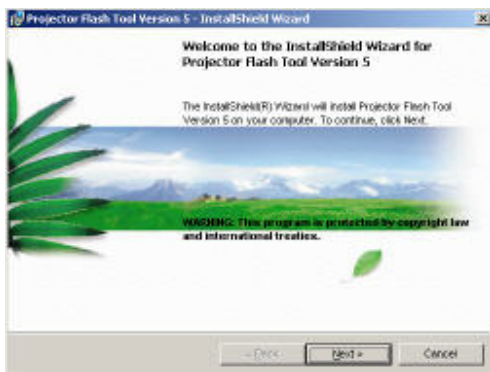 Projector Flash Tool Version 5 - InstallShield Wizard
Welcome to the InstallShield Wizard for
Projector Flash Tool Version 5
The InstallShield(R) Wizard will install Projector Flash Tool
Version 5 on your computer. To continue, click Next.
WARNING: This program is protected by copyright law
and international treaties.
< Back
Next >
Cancel